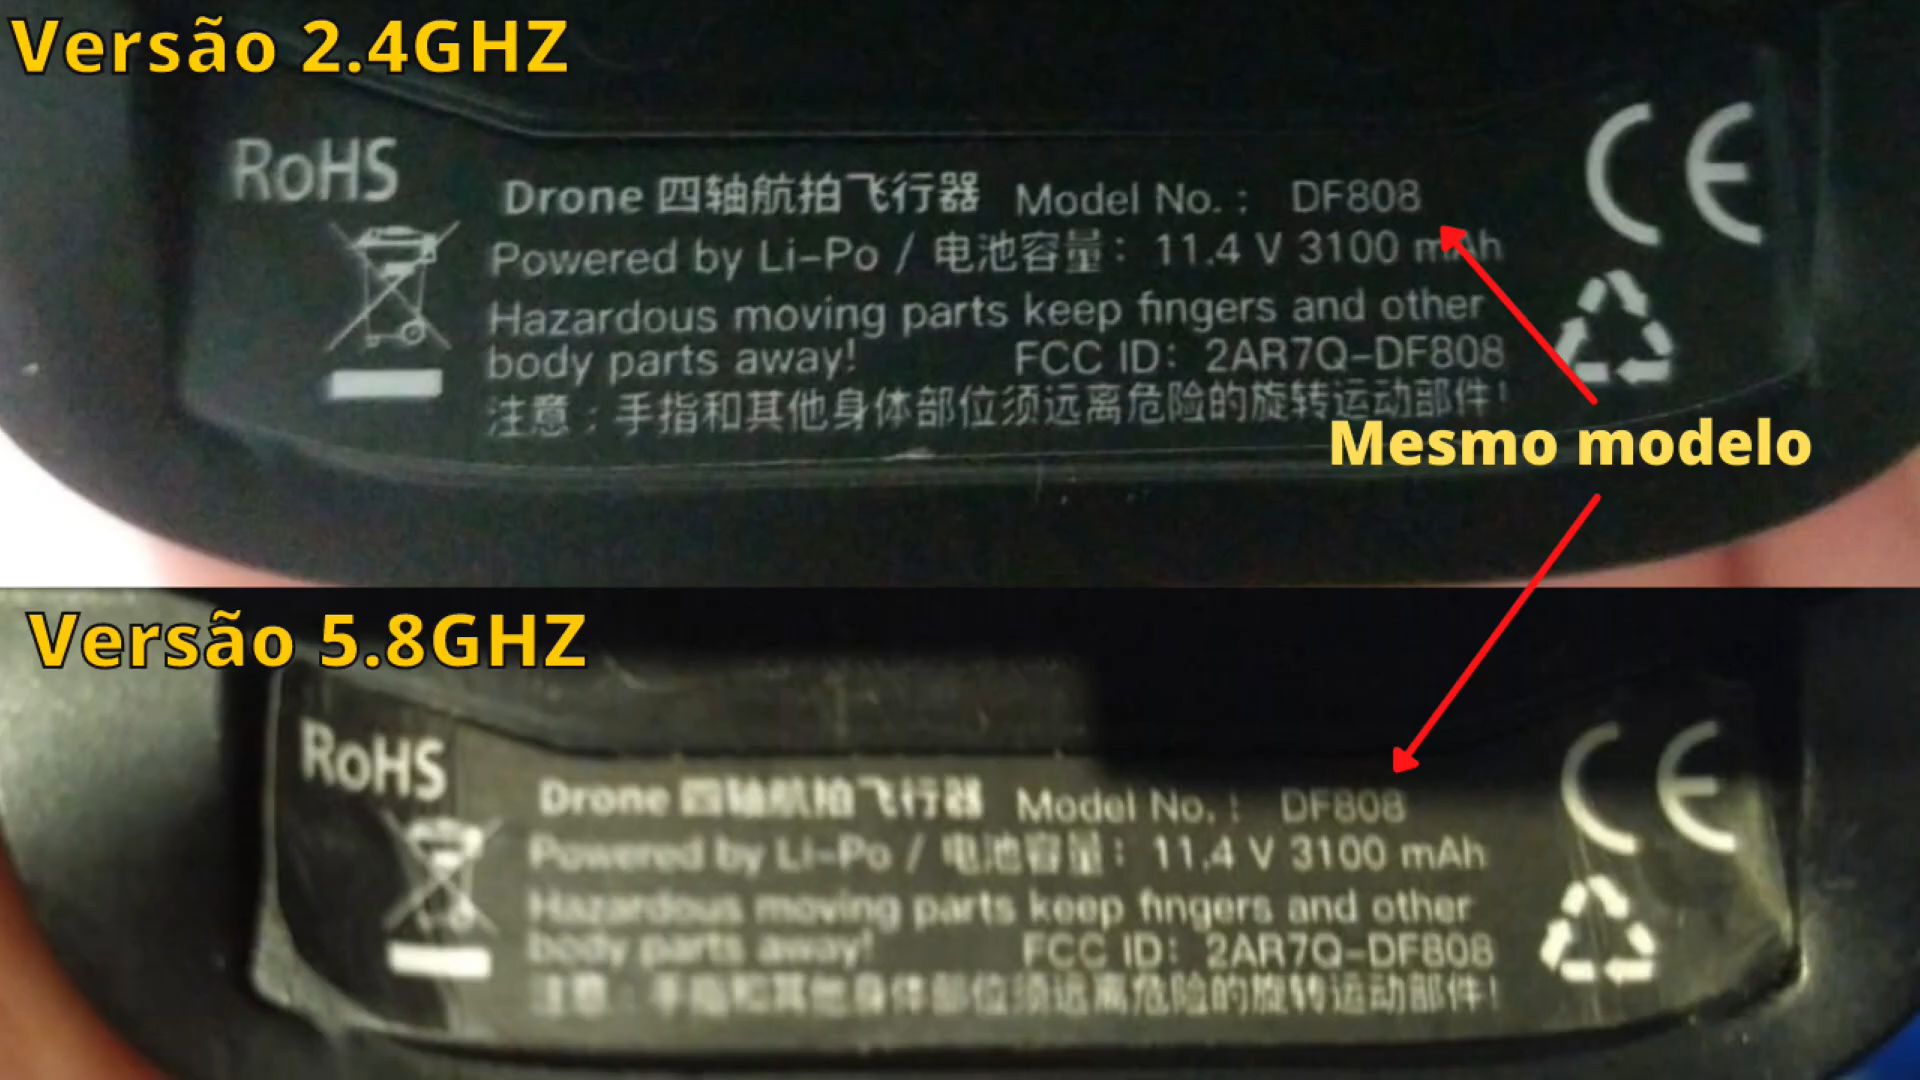 Versão 2.4GHZ
RoHS
CE
Drone 四轴航拍飞行器 Model No.: DF808
Powered by Li-Po / 电池容量: 11.4 V 3100 mAh
Hazardous moving parts keep fingers and other
body parts away! FCC ID: 2AR7Q-DF808
注意:手指和其他身体部位须远离危险的旋转运动部件!
Mesmo modelo
Versão 5.8GHZ
RoHS
CE
Drone 四轴航拍飞行器 Model No.: DF808
Powered by Li-Po / 电池容量: 11.4 V 3100 mAh
Hazardous moving parts keep fingers and other
body parts away! FCC ID: 2AR7Q-DF808
注意:手指和其他身体部位须远离危险的旋转运动部件!